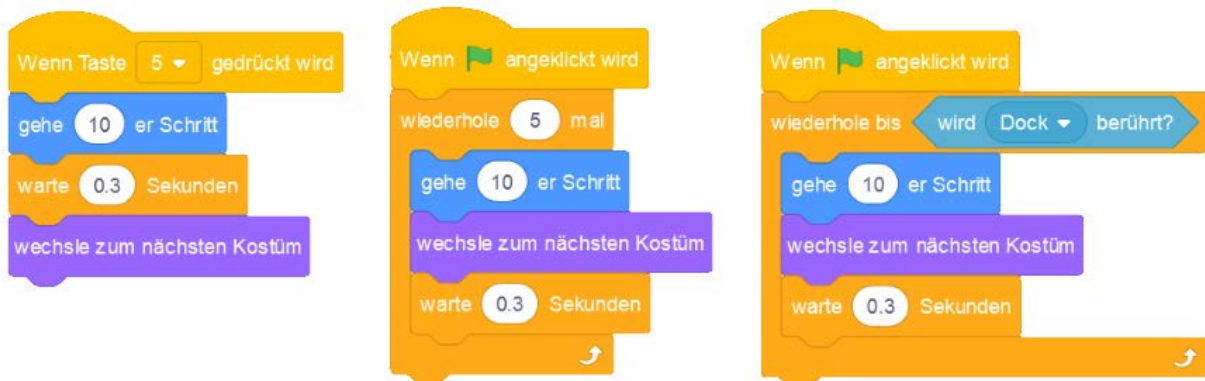 Wenn Taste 5 gedrückt wird
gehe 10 er Schritt
warte 0.3 Sekunden
wechsle zum nächsten Kostüm
Wenn angeklickt wird
wiederhole 5 mal
gehe 10 er Schritt
wechsle zum nächsten Kostüm
warte 0.3 Sekunden
Wenn angeklickt wird
wiederhole bis wird Dock berührt?
gehe 10 er Schritt
wechsle zum nächsten Kostüm
warte 0.3 Sekunden